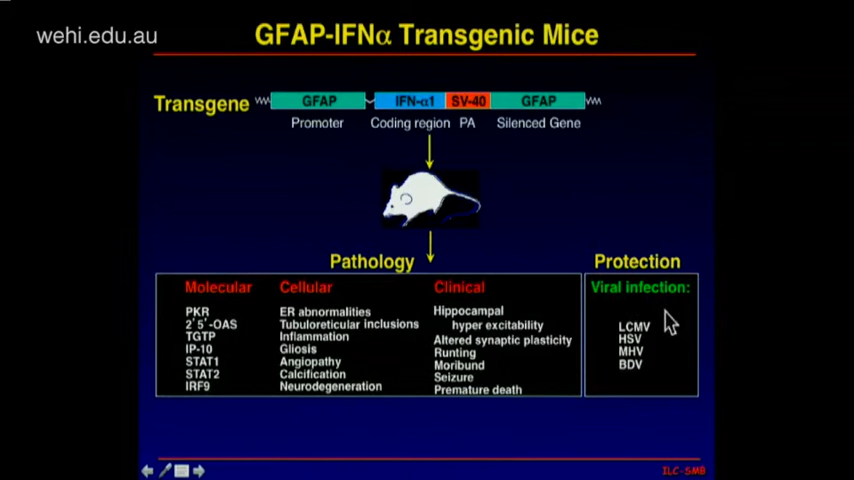 wehi.edu.au
GFAP-IFNα Transgenic Mice
Transgene
GFAP
IFN-α1
SV-40
GFAP
Promoter
Coding region
PA
Silenced Gene
Pathology
Protection
Molecular
PKR
2'5'-OAS
TGTP
IP-10
STAT1
STAT2
IRF9
Cellular
ER abnormalities
Tubuloreticular inclusions
Inflammation
Gliosis
Angiopathy
Calcification
Neurodegeneration
Clinical
Hippocampal
hyper excitability
Altered synaptic plasticity
Runting
Moribund
Seizure
Premature death
Viral infection:
LCMV
HSV
MHV
BDV
ILC-SMB